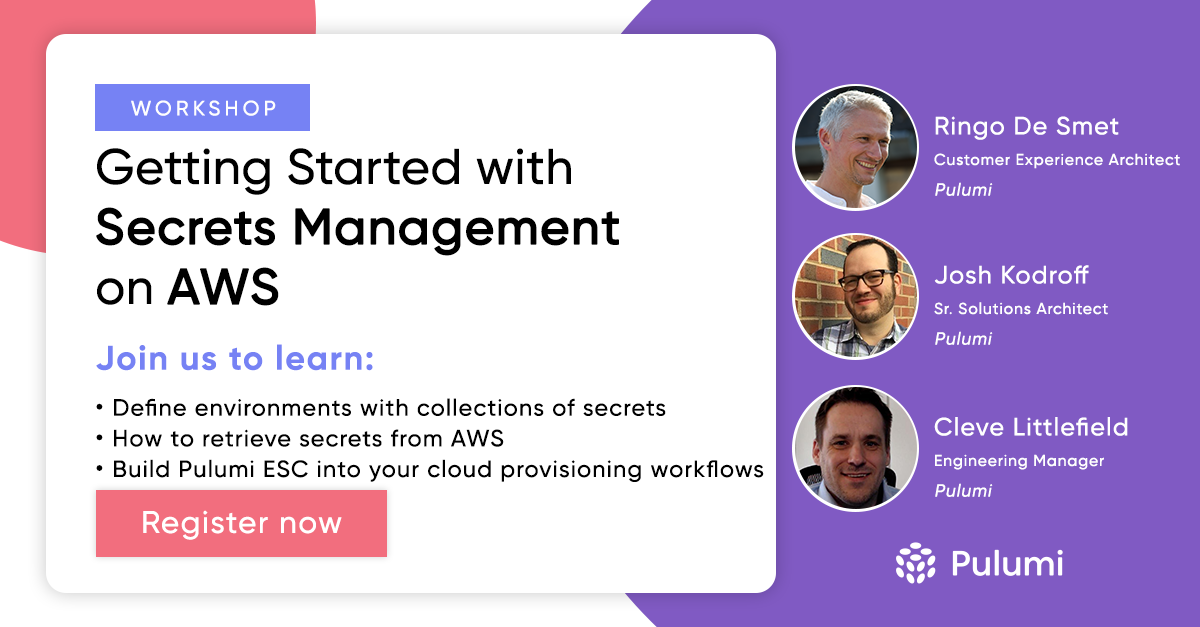 WORKSHOP
Getting Started with
Secrets Management
on AWS
Join us to learn:
• Define environments with collections of secrets
• How to retrieve secrets from AWS
• Build Pulumi ESC into your cloud provisioning workflows
Register now
Ringo De Smet
Customer Experience Architect
Pulumi
Josh Kodroff
Sr. Solutions Architect
Pulumi
Cleve Littlefield
Engineering Manager
Pulumi
Pulumi